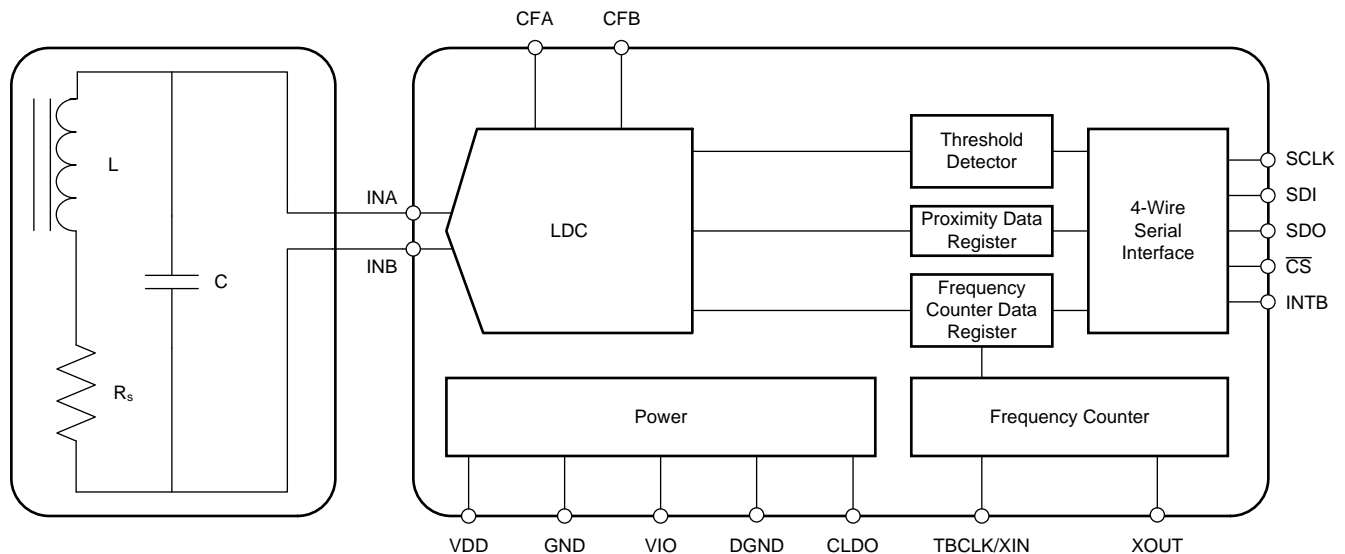 CFA
CFB
L
C
Rₛ
INA
INB
LDC
Threshold
Detector
Proximity Data
Register
Frequency
Counter Data
Register
4-Wire
Serial
Interface
SCLK
SDI
SDO
C̅S̅
INTB
Power
Frequency Counter
VDD
GND
VIO
DGND
CLDO
TBCLK/XIN
XOUT